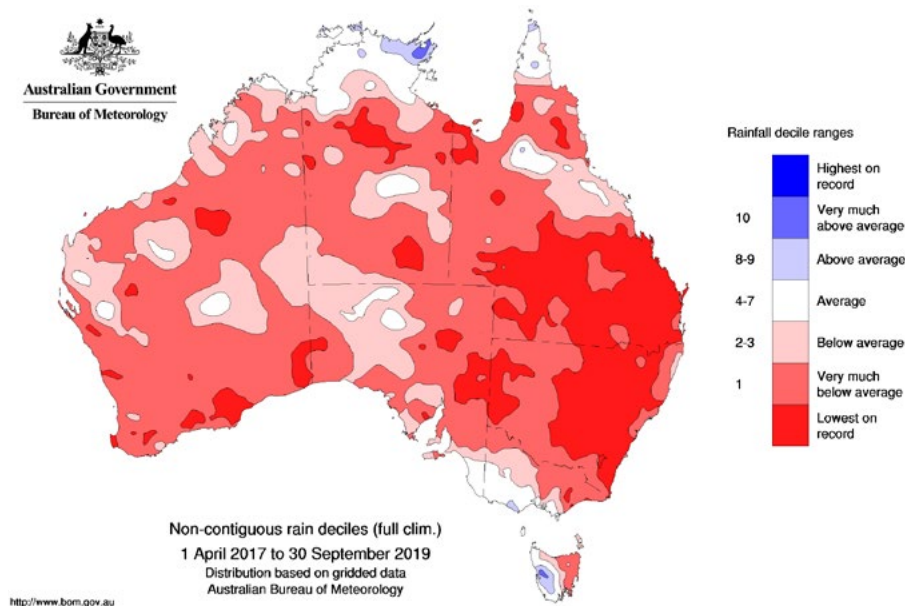 Australian Government
Bureau of Meteorology
Rainfall decile ranges
Highest on
record
10
Very much
above average
8-9
Above average
4-7
Average
2-3
Below average
1
Very much
below average
Lowest on
record
Non-contiguous rain deciles (full clim.)
1 April 2017 to 30 September 2019
Distribution based on gridded data
Australian Bureau of Meteorology
http://www.bom.gov.au